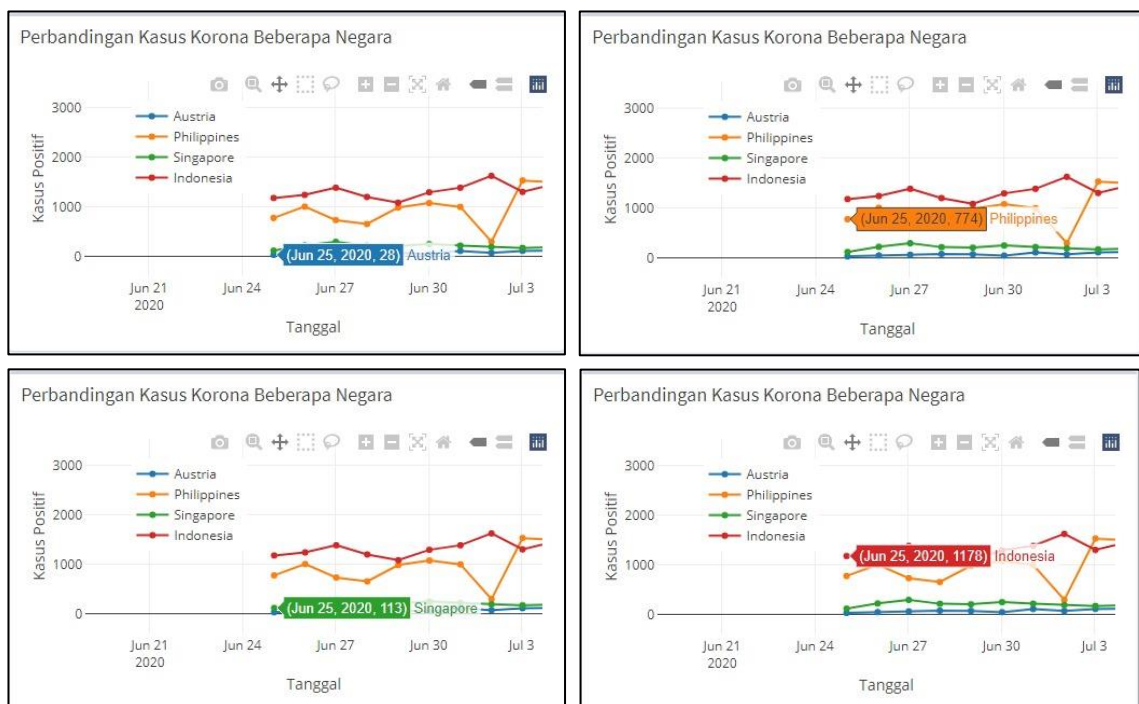 Perbandingan Kasus Korona Beberapa Negara
Kasus Positif
3000
2000
1000
0
Austria
Philippines
Singapore
Indonesia
(Jun 25, 2020, 28) Austria
Jun 21
2020
Jun 24
Jun 27
Jun 30
Jul 3
Tanggal
Perbandingan Kasus Korona Beberapa Negara
Kasus Positif
3000
2000
1000
0
Austria
Philippines
Singapore
Indonesia
(Jun 25, 2020, 774) Philippines
Jun 21
2020
Jun 24
Jun 27
Jun 30
Jul 3
Tanggal
Perbandingan Kasus Korona Beberapa Negara
Kasus Positif
3000
2000
1000
0
Austria
Philippines
Singapore
Indonesia
(Jun 25, 2020, 113) Singapore
Jun 21
2020
Jun 24
Jun 27
Jun 30
Jul 3
Tanggal
Perbandingan Kasus Korona Beberapa Negara
Kasus Positif
3000
2000
1000
0
Austria
Philippines
Singapore
Indonesia
(Jun 25, 2020, 1178) Indonesia
Jun 21
2020
Jun 24
Jun 27
Jun 30
Jul 3
Tanggal